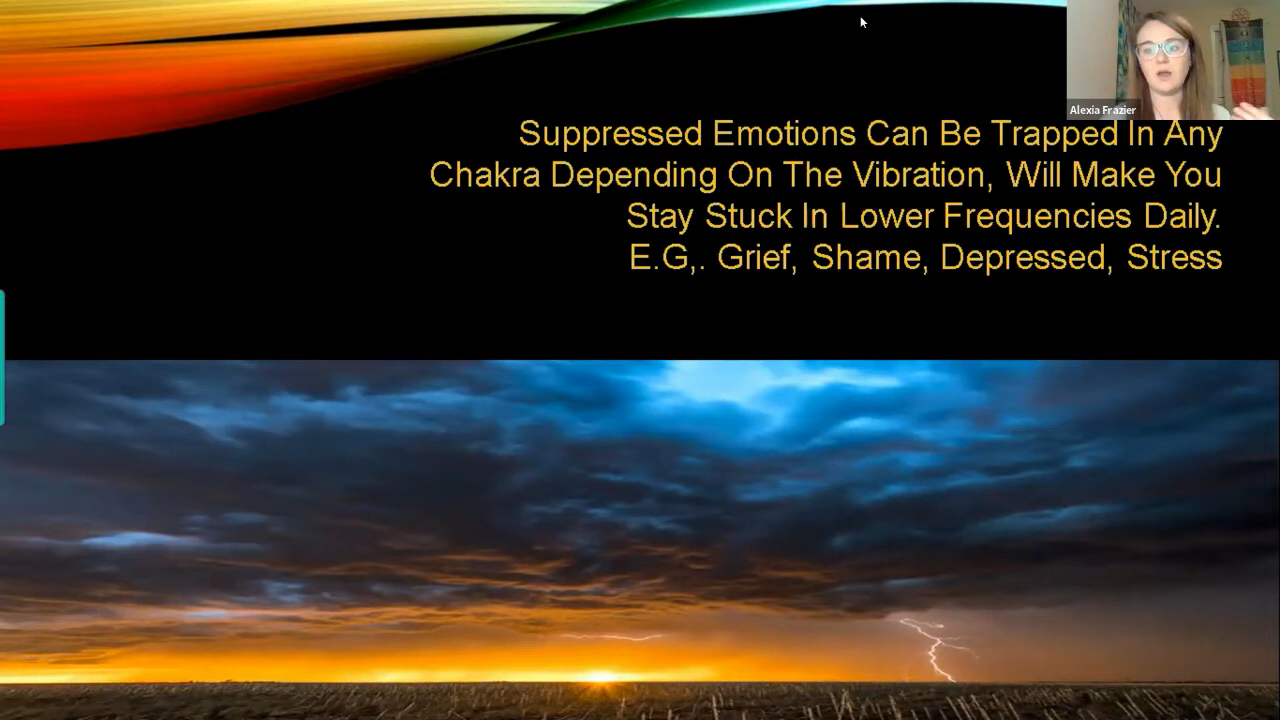 Alexia Frazier
Suppressed Emotions Can Be Trapped In Any
Chakra Depending On The Vibration, Will Make You
Stay Stuck In Lower Frequencies Daily.
E.G,. Grief, Shame, Depressed, Stress